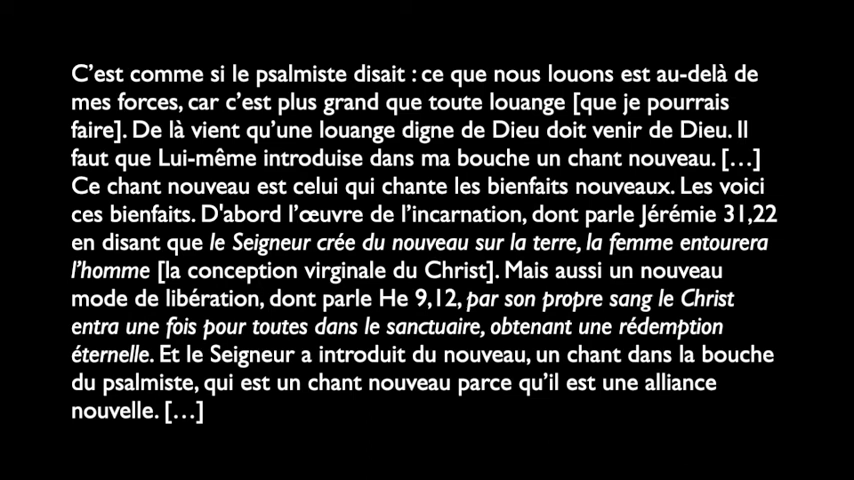 C’est comme si le psalmiste disait : ce que nous louons est au-delà de
mes forces, car c’est plus grand que toute louange [que je pourrais
faire]. De là vient qu’une louange digne de Dieu doit venir de Dieu. Il
faut que Lui-même introduise dans ma bouche un chant nouveau. […]
Ce chant nouveau est celui qui chante les bienfaits nouveaux. Les voici
ces bienfaits. D'abord l’œuvre de l’incarnation, dont parle Jérémie 31,22
en disant que le Seigneur crée du nouveau sur la terre, la femme entourera
l’homme [la conception virginale du Christ]. Mais aussi un nouveau
mode de libération, dont parle He 9,12, par son propre sang le Christ
entra une fois pour toutes dans le sanctuaire, obtenant une rédemption
éternelle. Et le Seigneur a introduit du nouveau, un chant dans la bouche
du psalmiste, qui est un chant nouveau parce qu’il est une alliance
nouvelle. […]